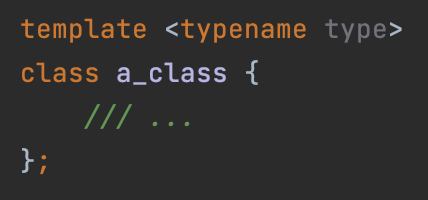 template <typename type>
class a_class {
    /// ...
};